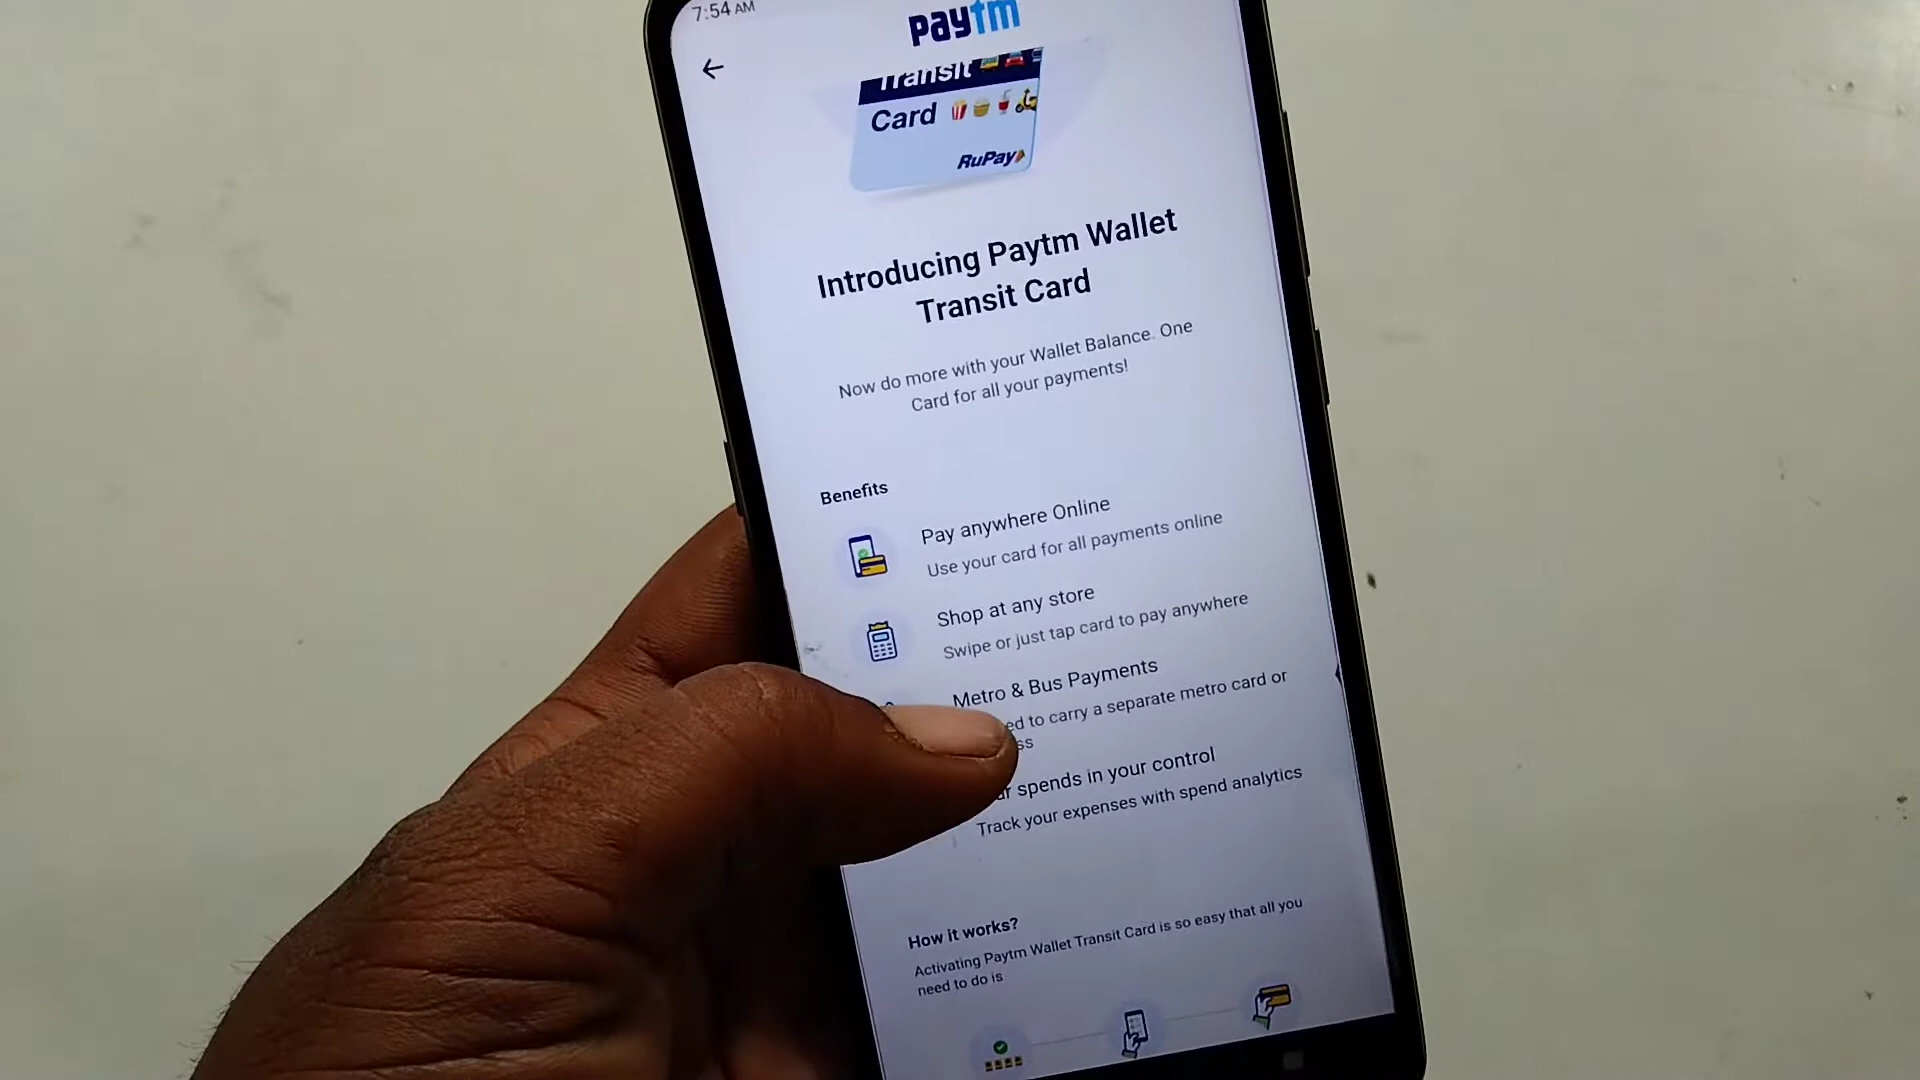 7:54 AM
paytm
Transit
Card
RuPay
Introducing Paytm Wallet
Transit Card
Now do more with your Wallet Balance. One
Card for all your payments!
Benefits
Pay anywhere Online
Use your card for all payments online
Shop at any store
Swipe or just tap card to pay anywhere
Metro & Bus Payments
to carry a separate metro card or
spends in your control
Track your expenses with spend analytics
How it works?
Activating Paytm Wallet Transit Card is so easy that all you
need to do is